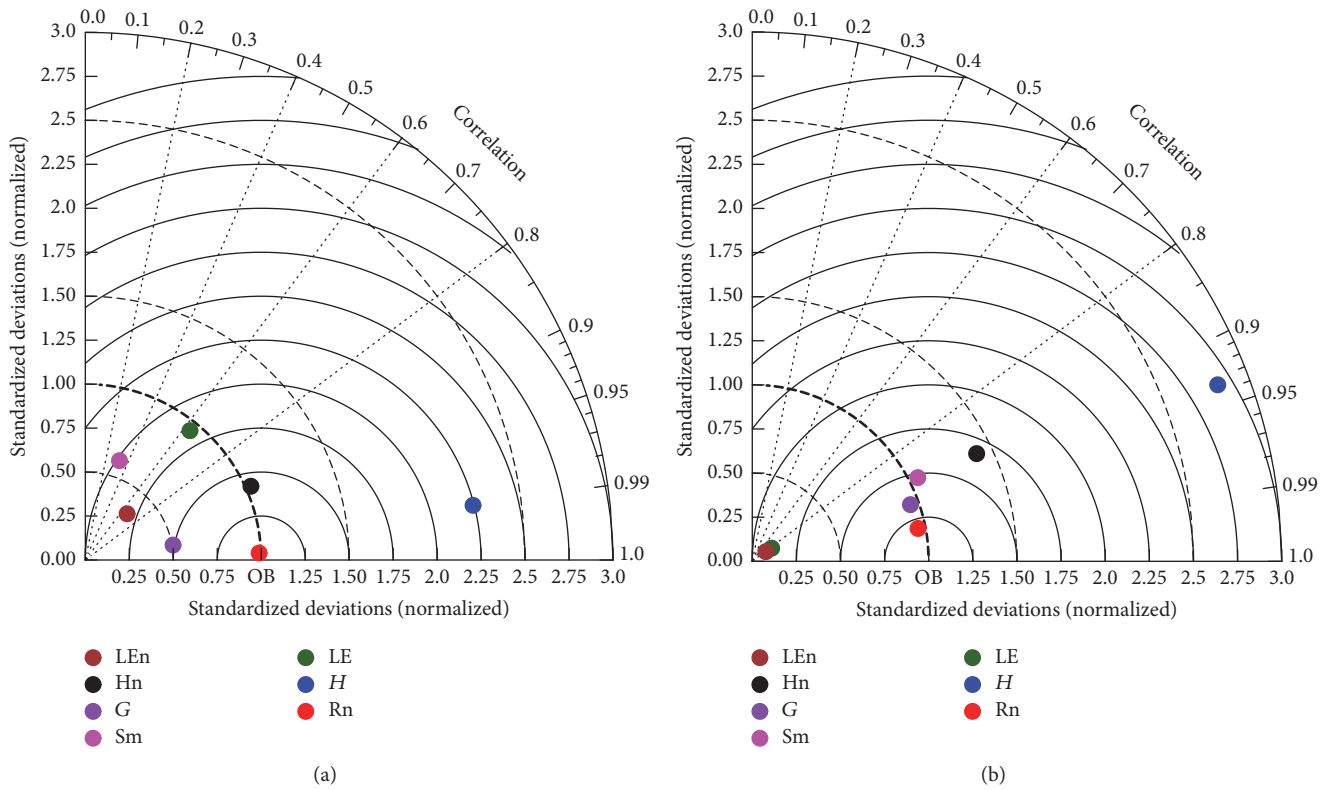 0.0 0.1 0.2 0.3 0.4 0.5 0.6 0.7 0.8 0.9 0.95 0.99 1.0
Correlation
3.0
2.75
2.5
2.25
2.0
1.75
1.50
1.25
1.00
0.75
0.50
0.25
0.00
Standard deviations (normalized)
0.25 0.50 0.75 OB 1.25 1.50 1.75 2.0 2.25 2.5 2.75 3.0
Standardized deviations (normalized)
LEn
Hn
G
Sm
LE
H
Rn
(a)
0.0 0.1 0.2 0.3 0.4 0.5 0.6 0.7 0.8 0.9 0.95 0.99 1.0
Correlation
3.0
2.75
2.5
2.25
2.0
1.75
1.50
1.25
1.00
0.75
0.50
0.25
0.00
Standardized deviations (normalized)
0.25 0.50 0.75 OB 1.25 1.50 1.75 2.0 2.25 2.5 2.75 3.0
Standardized deviations (normalized)
LEn
Hn
G
Sm
LE
H
Rn
(b)